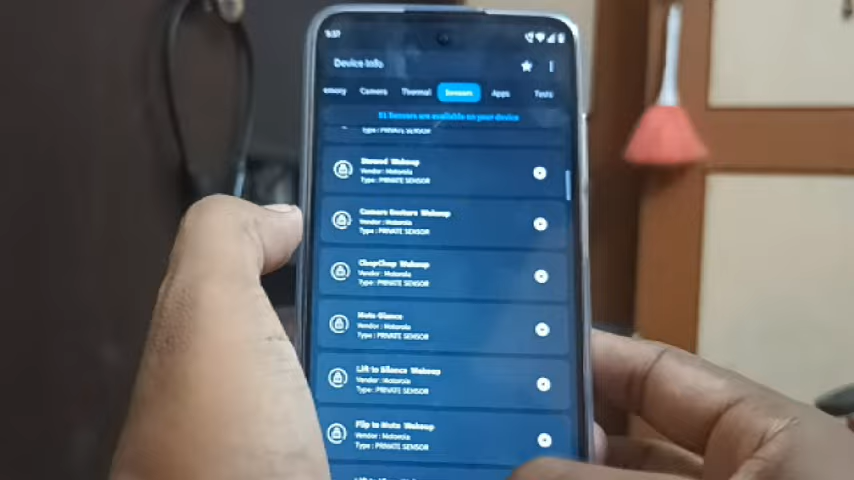 Device Info
Camera
Thermal
Sensors
Apps
Tests
51 Sensors are available on your device
Type : PRIVATE SENSOR
Stowed Wakeup
Vendor : Motorola
Type : PRIVATE SENSOR
Camera Gesture Wakeup
Vendor : Motorola
Type : PRIVATE SENSOR
ChopChop Wakeup
Vendor : Motorola
Type : PRIVATE SENSOR
Moto Glance
Vendor : Motorola
Type : PRIVATE SENSOR
Lift to Silence Wakeup
Vendor : Motorola
Type : PRIVATE SENSOR
Flip to Mute Wakeup
Vendor : Motorola
Type : PRIVATE SENSOR